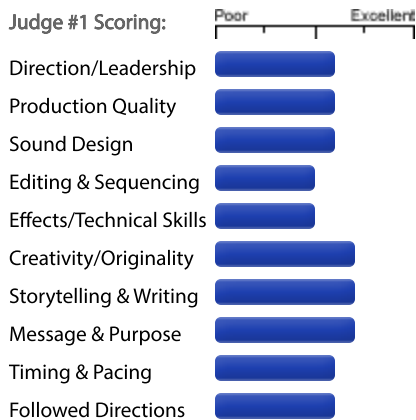 Judge #1 Scoring:
Poor Excellent
Direction/Leadership
Production Quality
Sound Design
Editing & Sequencing
Effects/Technical Skills
Creativity/Originality
Storytelling & Writing
Message & Purpose
Timing & Pacing
Followed Directions